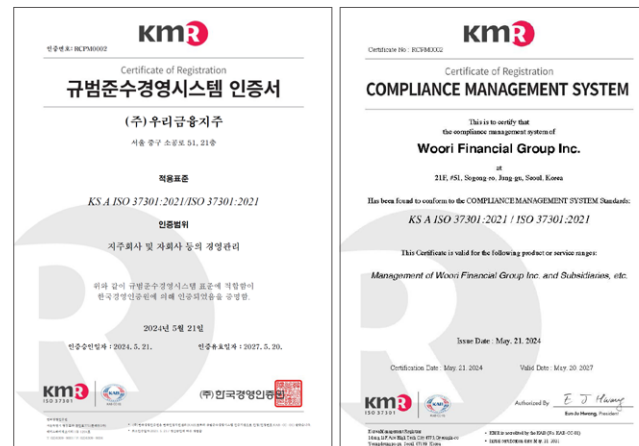 KMR
인증번호: RCPM0002
Certificate of Registration
규범준수경영시스템 인증서
(주)우리금융지주
서울 중구 소공로 51, 21층
적용표준
KS A ISO 37301:2021/ISO 37301:2021
인증범위
지주회사 및 자회사 등의 경영관리
위와 같이 규범준수경영시스템 표준에 적합함이
한국경영인증원에 의해 인증되었음을 증명함.
2024년 5월 21일
인증승인일자 : 2024. 5. 21.
인증유효일자 : 2027. 5. 20.
KMR
ISO 37301
(주)한국경영인증원
KMR
Certificate No : RCPM0002
Certificate of Registration
COMPLIANCE MANAGEMENT SYSTEM
This is to certify that
the compliance management system of
Woori Financial Group Inc.
at
21F, #51, Sogong-ro, Jung-gu, Seoul, Korea
Has been found to conform to the COMPLIANCE MANAGEMENT SYSTEM Standards:
KS A ISO 37301:2021 / ISO 37301:2021
This Certificate is valid for the following product or service ranges:
Management of Woori Financial Group Inc. and Subsidiaries, etc.
Issue Date : May. 21. 2024
Certification Date : May. 21. 2024
Valid Date : May. 20. 2027
KMR
ISO 37301
Authorized By
E J Hwang
Eun Ju Hwang, President